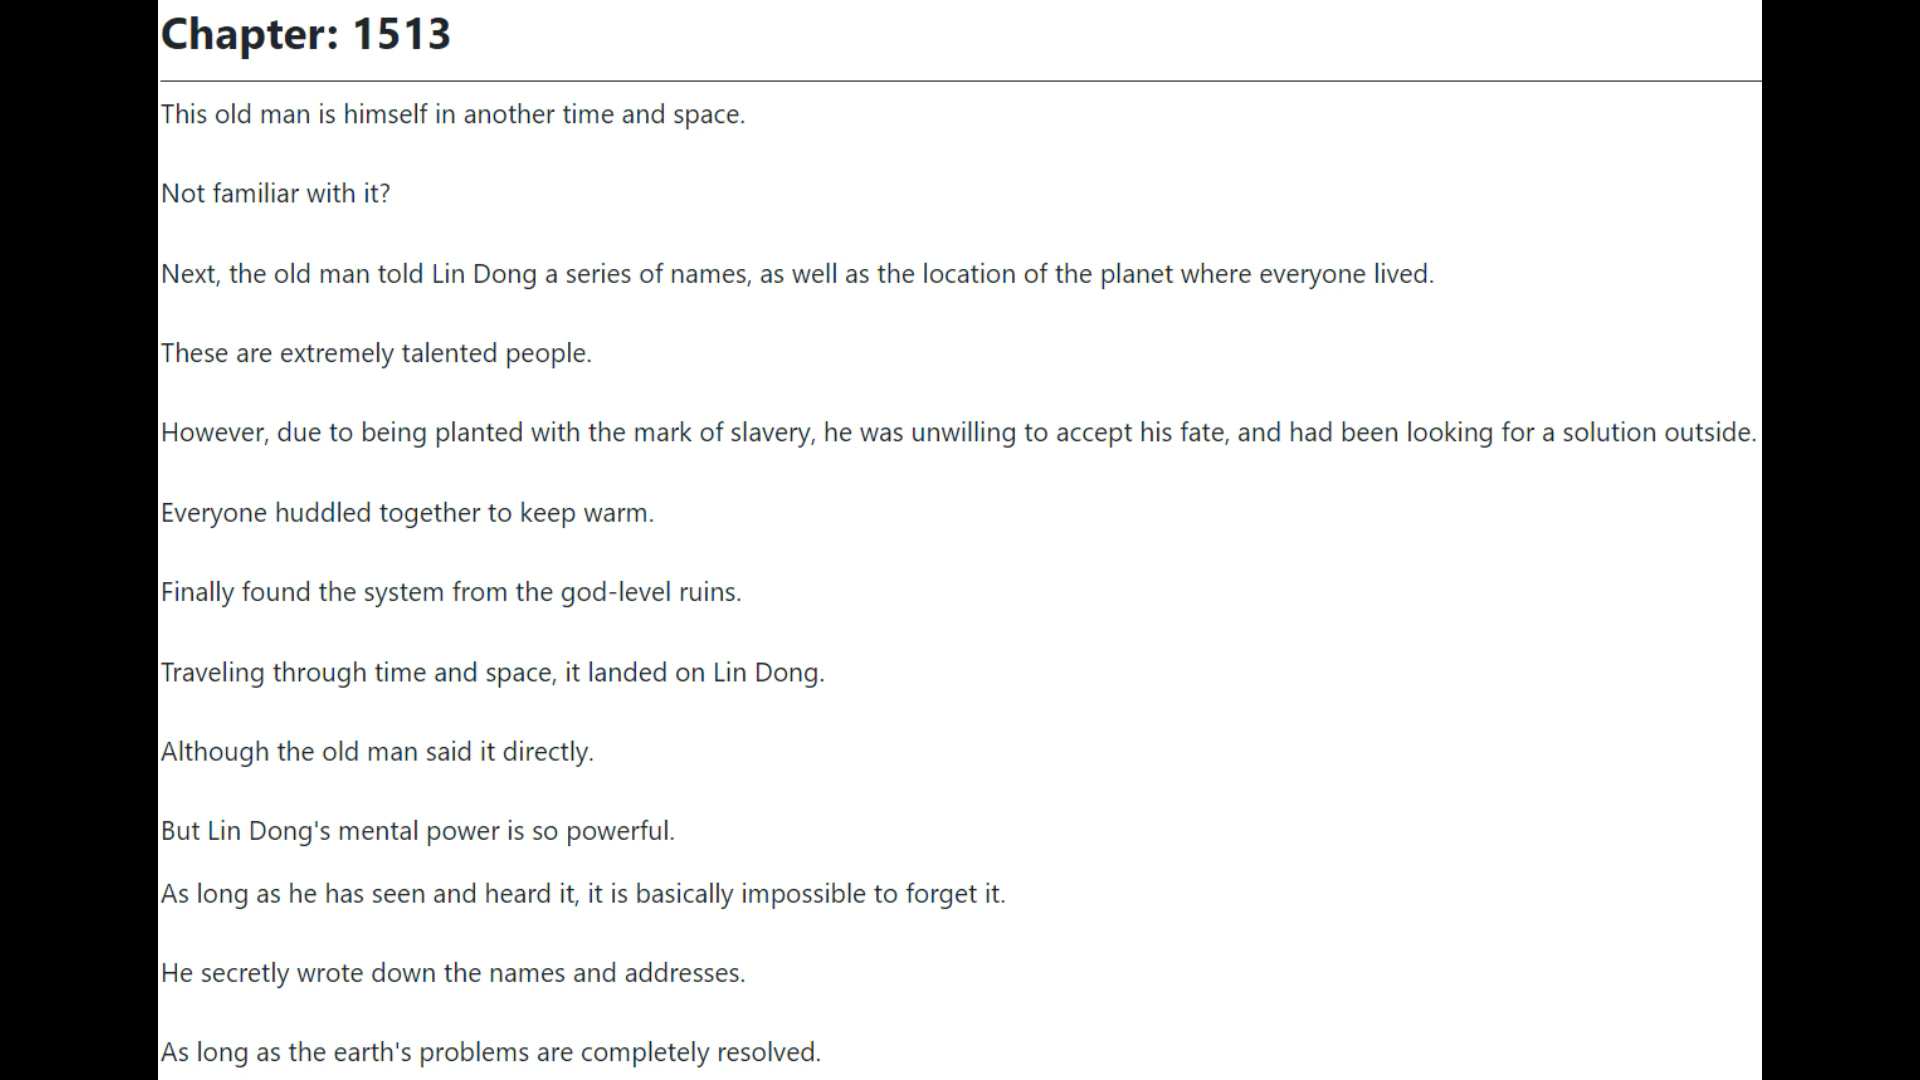 Chapter: 1513
This old man is himself in another time and space.
Not familiar with it?
Next, the old man told Lin Dong a series of names, as well as the location of the planet where everyone lived.
These are extremely talented people.
However, due to being planted with the mark of slavery, he was unwilling to accept his fate, and had been looking for a solution outside.
Everyone huddled together to keep warm.
Finally found the system from the god-level ruins.
Traveling through time and space, it landed on Lin Dong.
Although the old man said it directly.
But Lin Dong's mental power is so powerful.
As long as he has seen and heard it, it is basically impossible to forget it.
He secretly wrote down the names and addresses.
As long as the earth's problems are completely resolved.